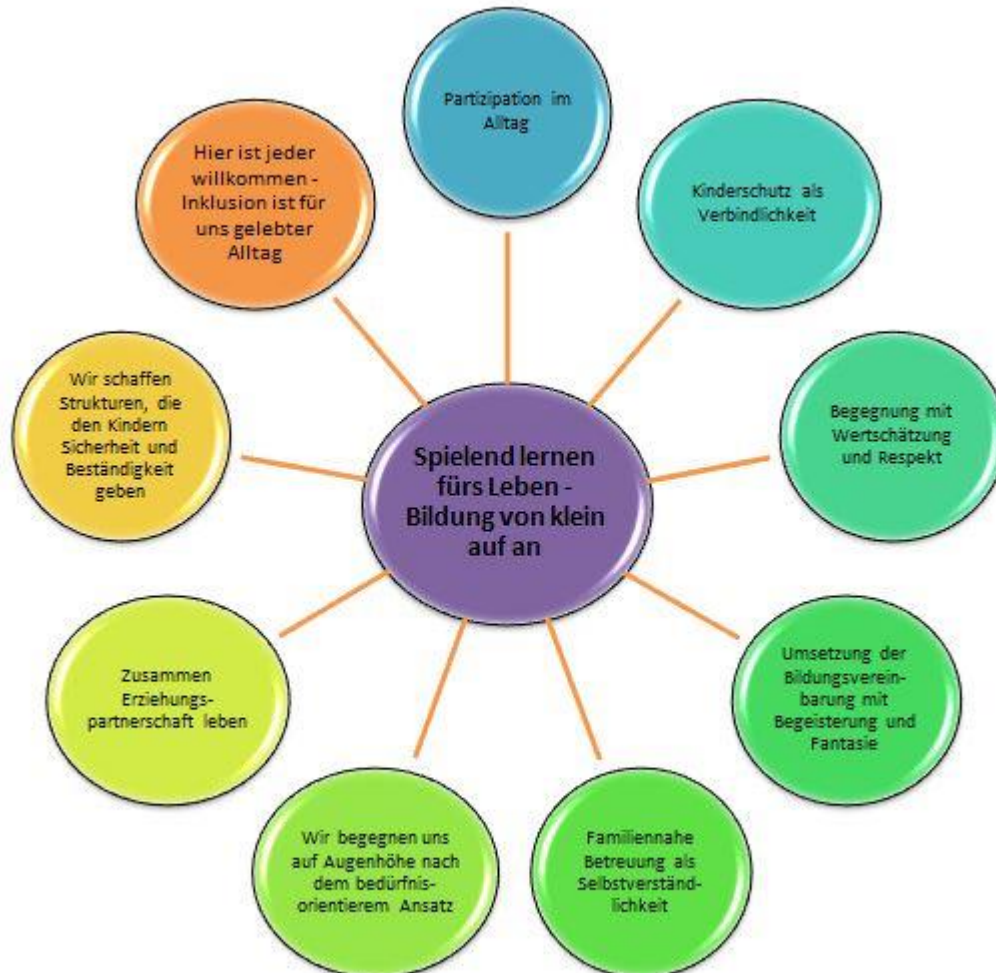 Partizipation im
Alltag
Kinderschutz als
Verbindlichkeit
Begegnung mit
Wertschätzung
und Respekt
Umsetzung der
Bildungsverein-
barung mit
Begeisterung und
Fantasie
Familiennahe
Betreuung als
Selbstverständ-
lichkeit
Wir begegnen uns
auf Augenhöhe nach
dem bedürfnis-
orientierem Ansatz
Zusammen
Erziehungs-
partnerschaft leben
Wir schaffen
Strukturen, die
den Kindern
Sicherheit und
Beständigkeit
geben
Hier ist jeder
willkommen -
Inklusion ist für
uns gelebter
Alltag
Spielend lernen
fürs Leben -
Bildung von klein
auf an